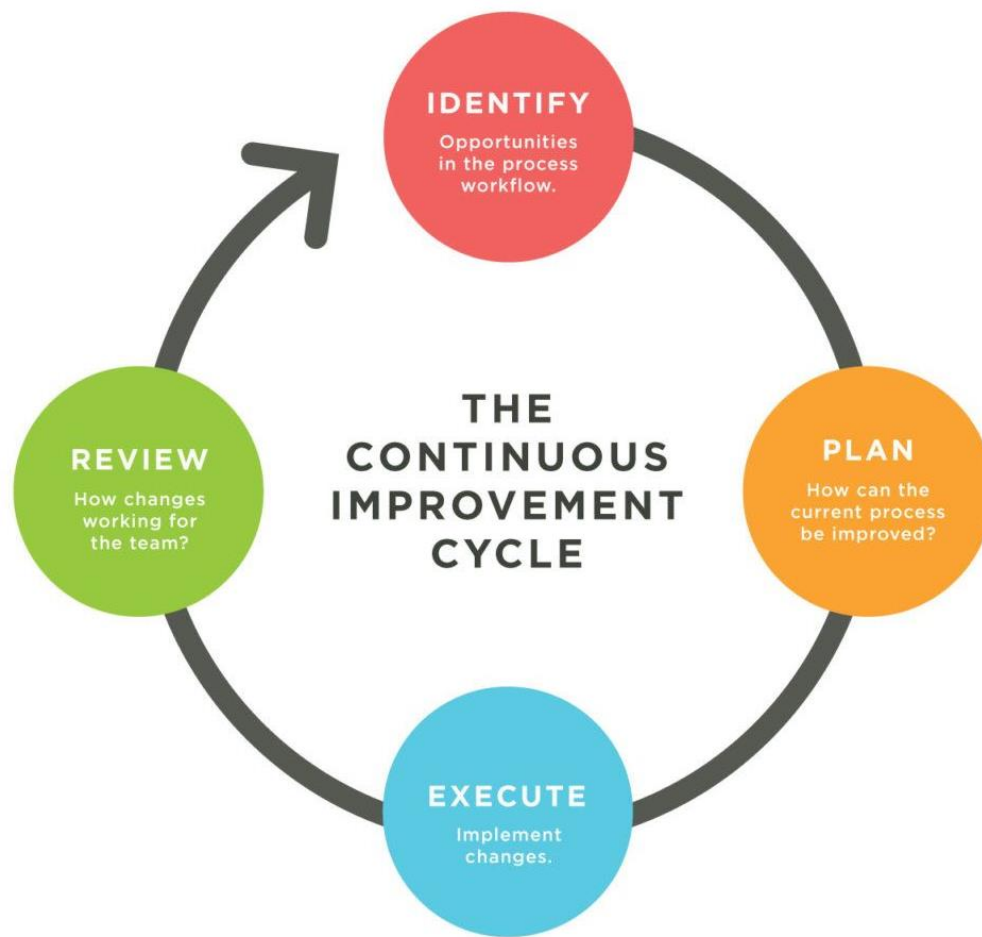 IDENTIFY
Opportunities
in the process
workflow.
PLAN
How can the
current process
be improved?
EXECUTE
Implement
changes.
REVIEW
How changes
working for
the team?
THE
CONTINUOUS
IMPROVEMENT
CYCLE